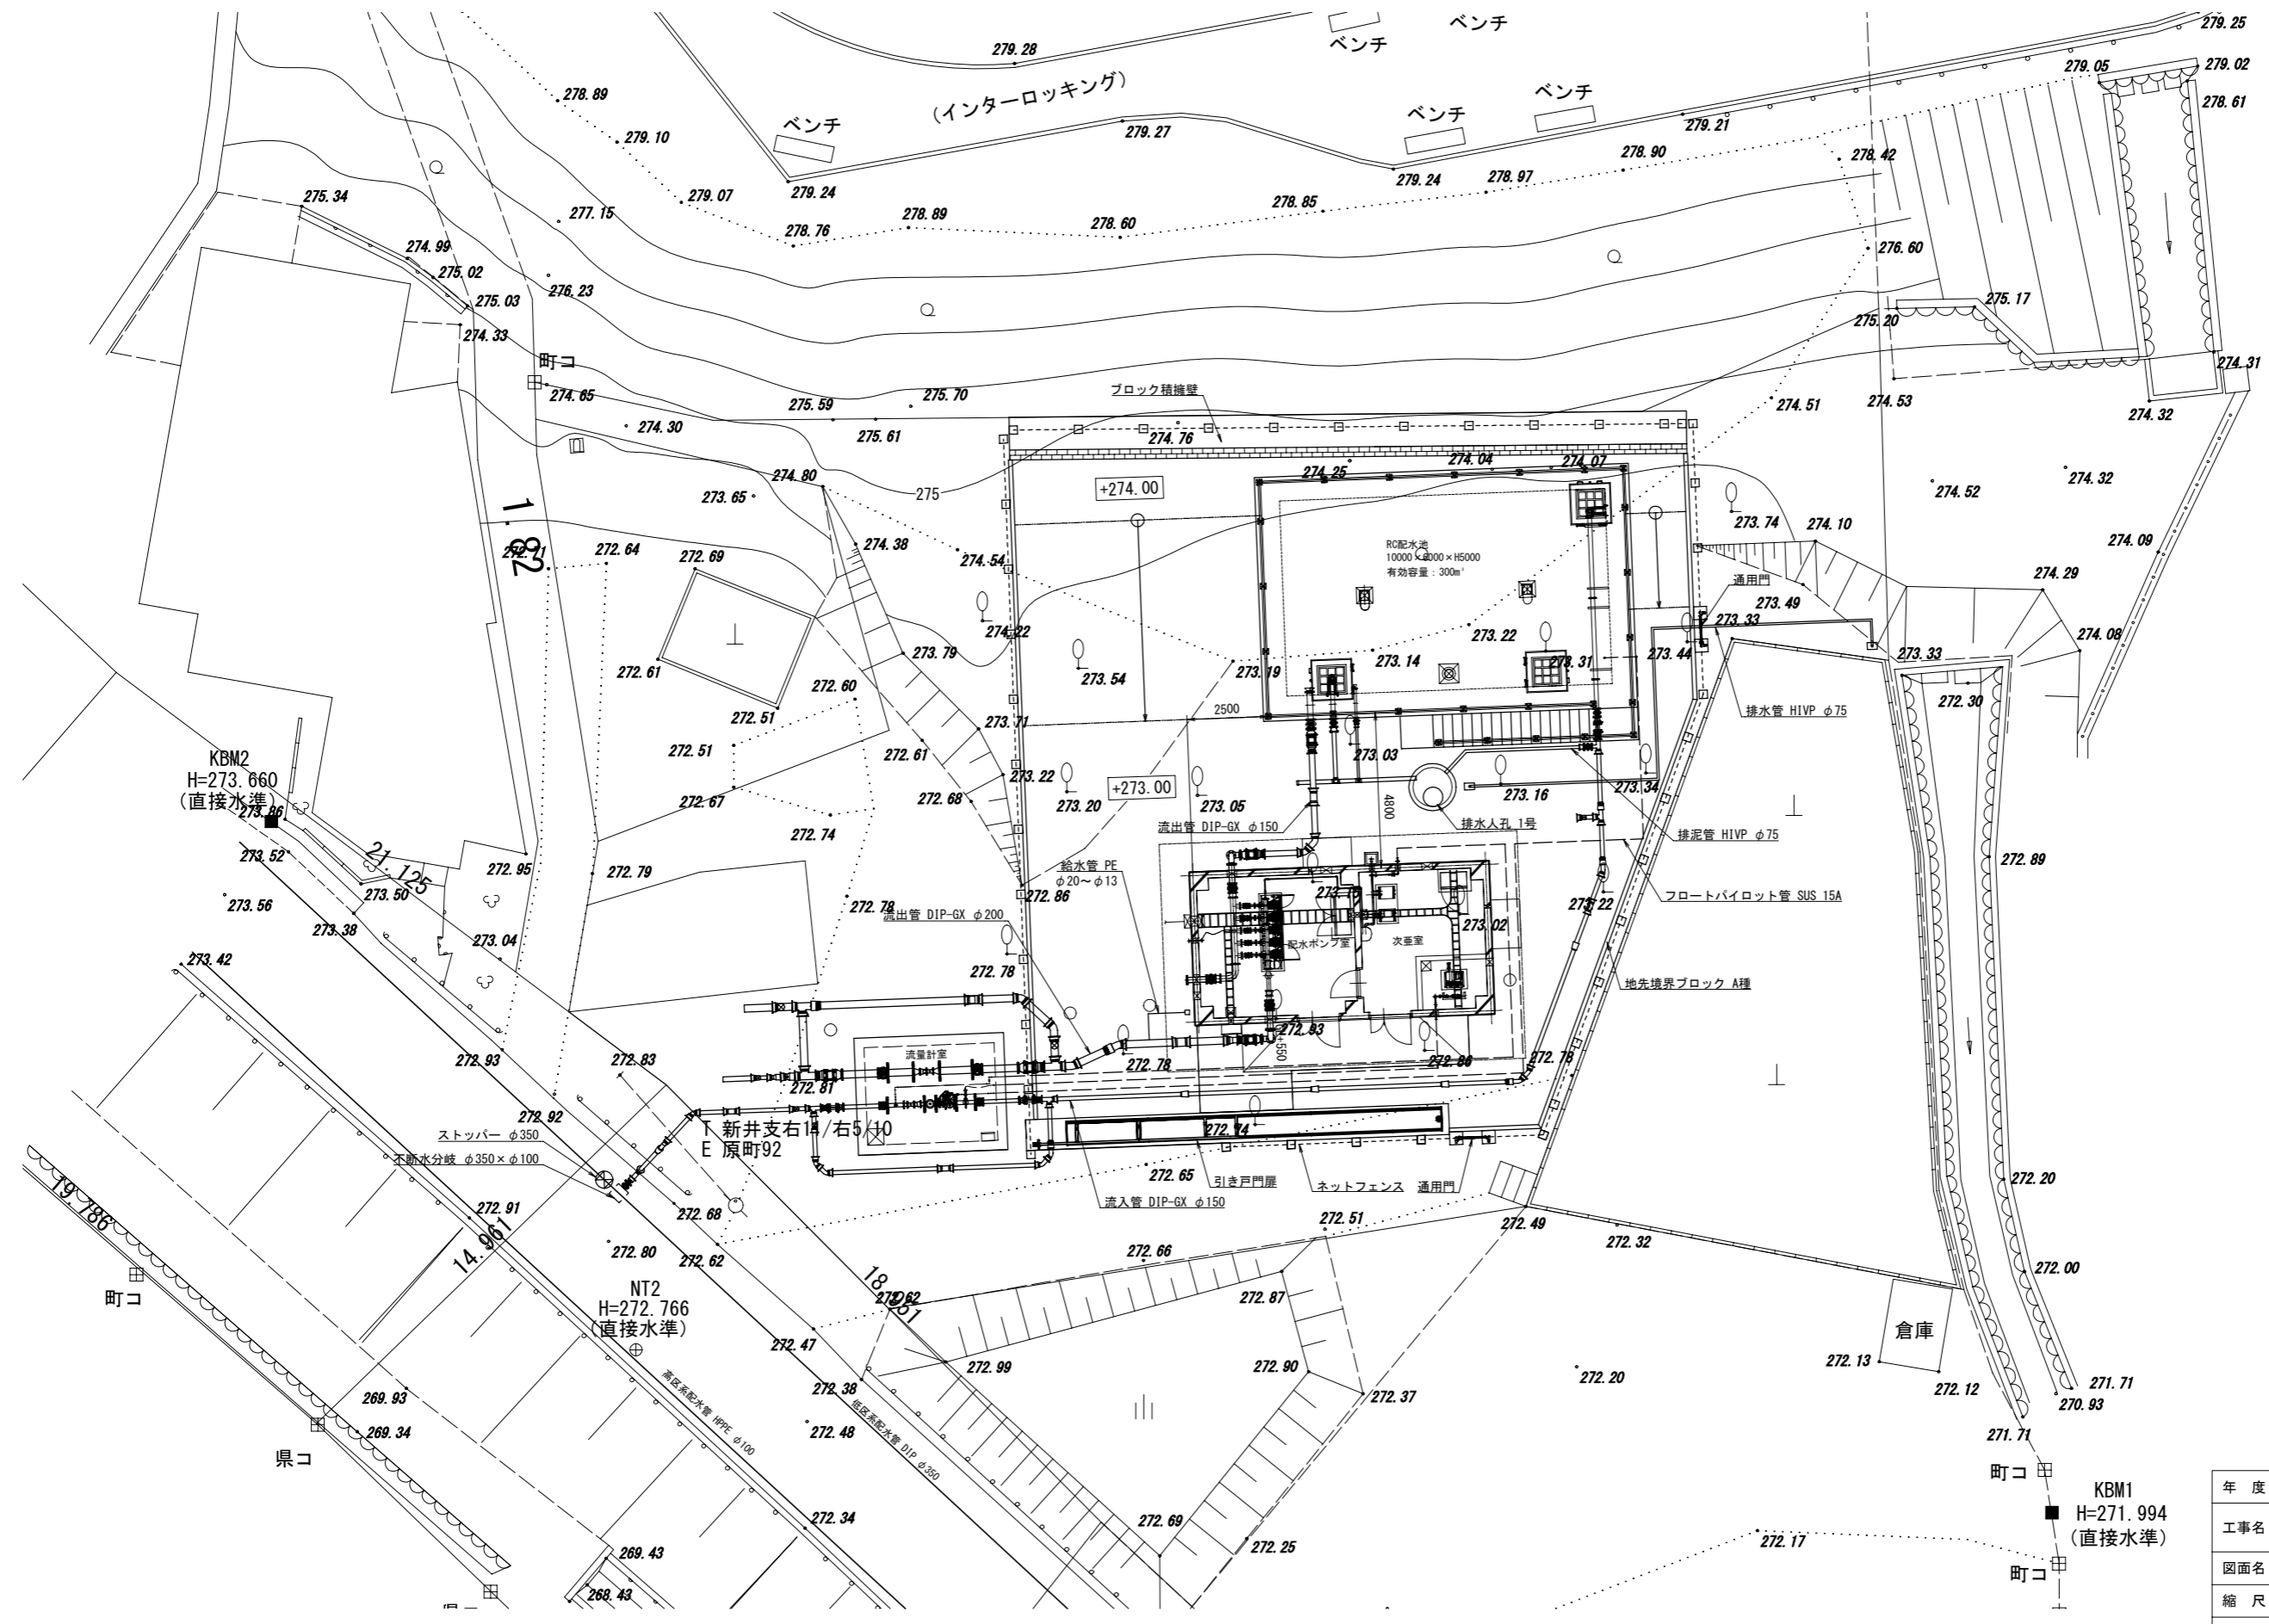 279.25
ベンチ
ベンチ
279.28
279.05
279.02
278.61
278.89
(インターロッキング)
ベンチ
ベンチ
ベンチ
279.27
279.21
279.10
278.90
278.42
279.24
279.24
278.97
275.34
279.07
278.85
277.15
278.89
278.60
278.76
276.60
274.99
275.02
276.23
275.03
275.17
275.20
274.33
町コ
274.31
274.65
ブロック積擁壁
275.59
275.70
274.51
274.53
274.32
274.30
275.61
274.76
274.80
274.25
274.04
274.07
274.32
273.65
275
+274.00
274.52
273.74
274.10
272.64
272.69
274.38
274.54
RC配水池
有効容量:300m³
274.09
通用門
274.29
273.49
274.22
273.33
273.22
274.08
272.61
273.79
273.54
273.19
273.14
273.31
273.44
273.33
272.60
272.51
272.30
2500
排水管 HIVP φ75
273.71
272.51
272.61
273.03
KBM2
H=273.660
(直接水準)
273.22
+273.00
272.67
272.68
273.20
273.05
273.16
273.34
273.86
4800
272.74
流出管 DIP-GX φ150
排水人孔 1号
排泥管 HIVP φ75
273.52
21.125
272.95
272.79
給水管 PE
φ20~φ13
272.89
273.50
272.86
273.22
フロートパイロット管 SUS 15A
273.56
272.78
流出管 DIP-GX φ200
273.02
273.38
273.04
配水ポンプ室
次亜室
273.42
272.78
地先境界ブロック A種
272.93
272.93
272.83
流量計室
272.78
272.86
272.78
272.81
272.92
ストッパー φ350
T 新井支右14/右5/10
E 原町92
272.74
不断水分岐 φ350×φ100
272.65
引き戸門扉
ネットフェンス
通用門
272.20
19.786
流入管 DIP-GX φ150
272.91
272.68
272.51
272.49
272.32
14.961
272.80
272.62
272.66
272.00
町コ
NT2
H=272.766
(直接水準)
272.87
272.62
倉庫
272.47
272.99
272.90
272.20
272.13
272.12
271.71
270.93
269.93
272.38
272.37
高区系配水管 HPPE φ100
低区系配水管 DIP φ350
269.34
272.48
271.71
県コ
町コ
KBM1
H=271.994
(直接水準)
年 度
272.34
272.69
272.25
272.17
工事名
269.43
町コ
図面名
268.43
縮 尺